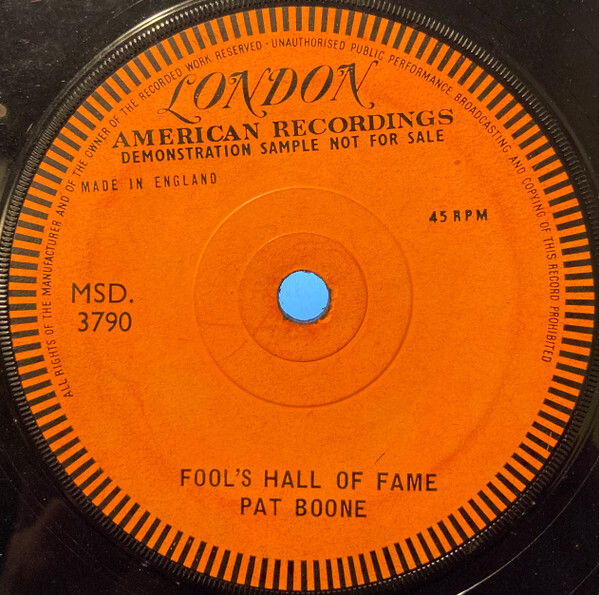 ALL RIGHTS OF THE MANUFACTURER AND OF THE OWNER OF THE RECORDED WORK RESERVED · UNAUTHORISED PUBLIC PERFORMANCE BROADCASTING AND COPYING OF THIS RECORD PROHIBITED
LONDON
AMERICAN RECORDINGS
DEMONSTRATION SAMPLE NOT FOR SALE
MADE IN ENGLAND
45 RPM
MSD.
3790
FOOL'S HALL OF FAME
PAT BOONE